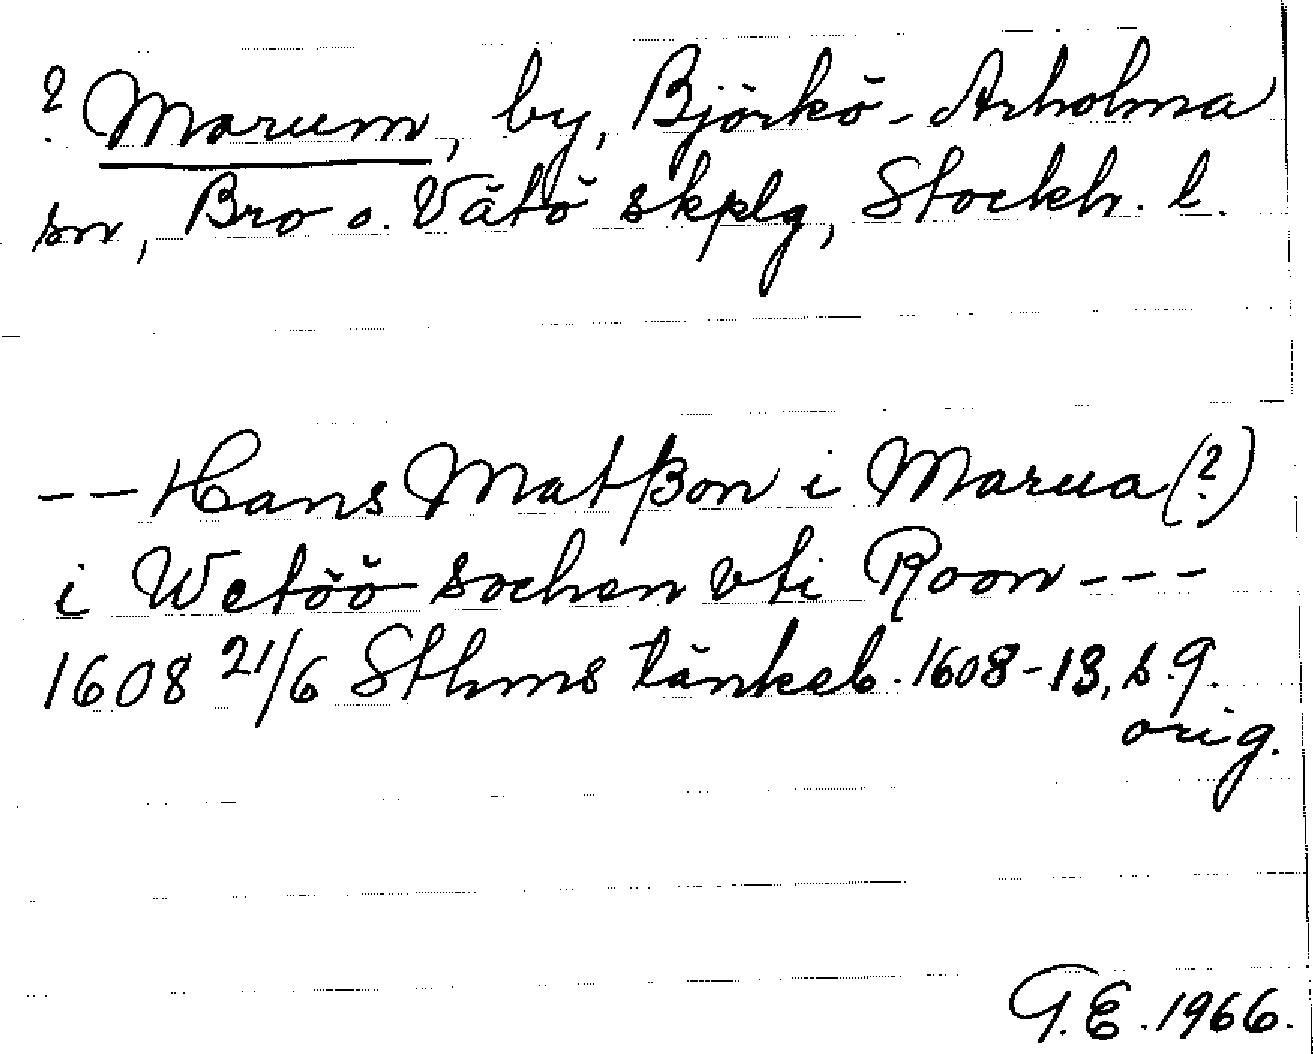 ? Marum, by, Björkö-Arholma
sn, Bro o. Vätö skplg, Stockh. l.
-- Hans Matßon i Marua (?)
i Wetöö sochen vti Roon ---
1608 21/6 Sthms tänkeb. 1608-13, s. 9.
orig.
G. E. 1966.